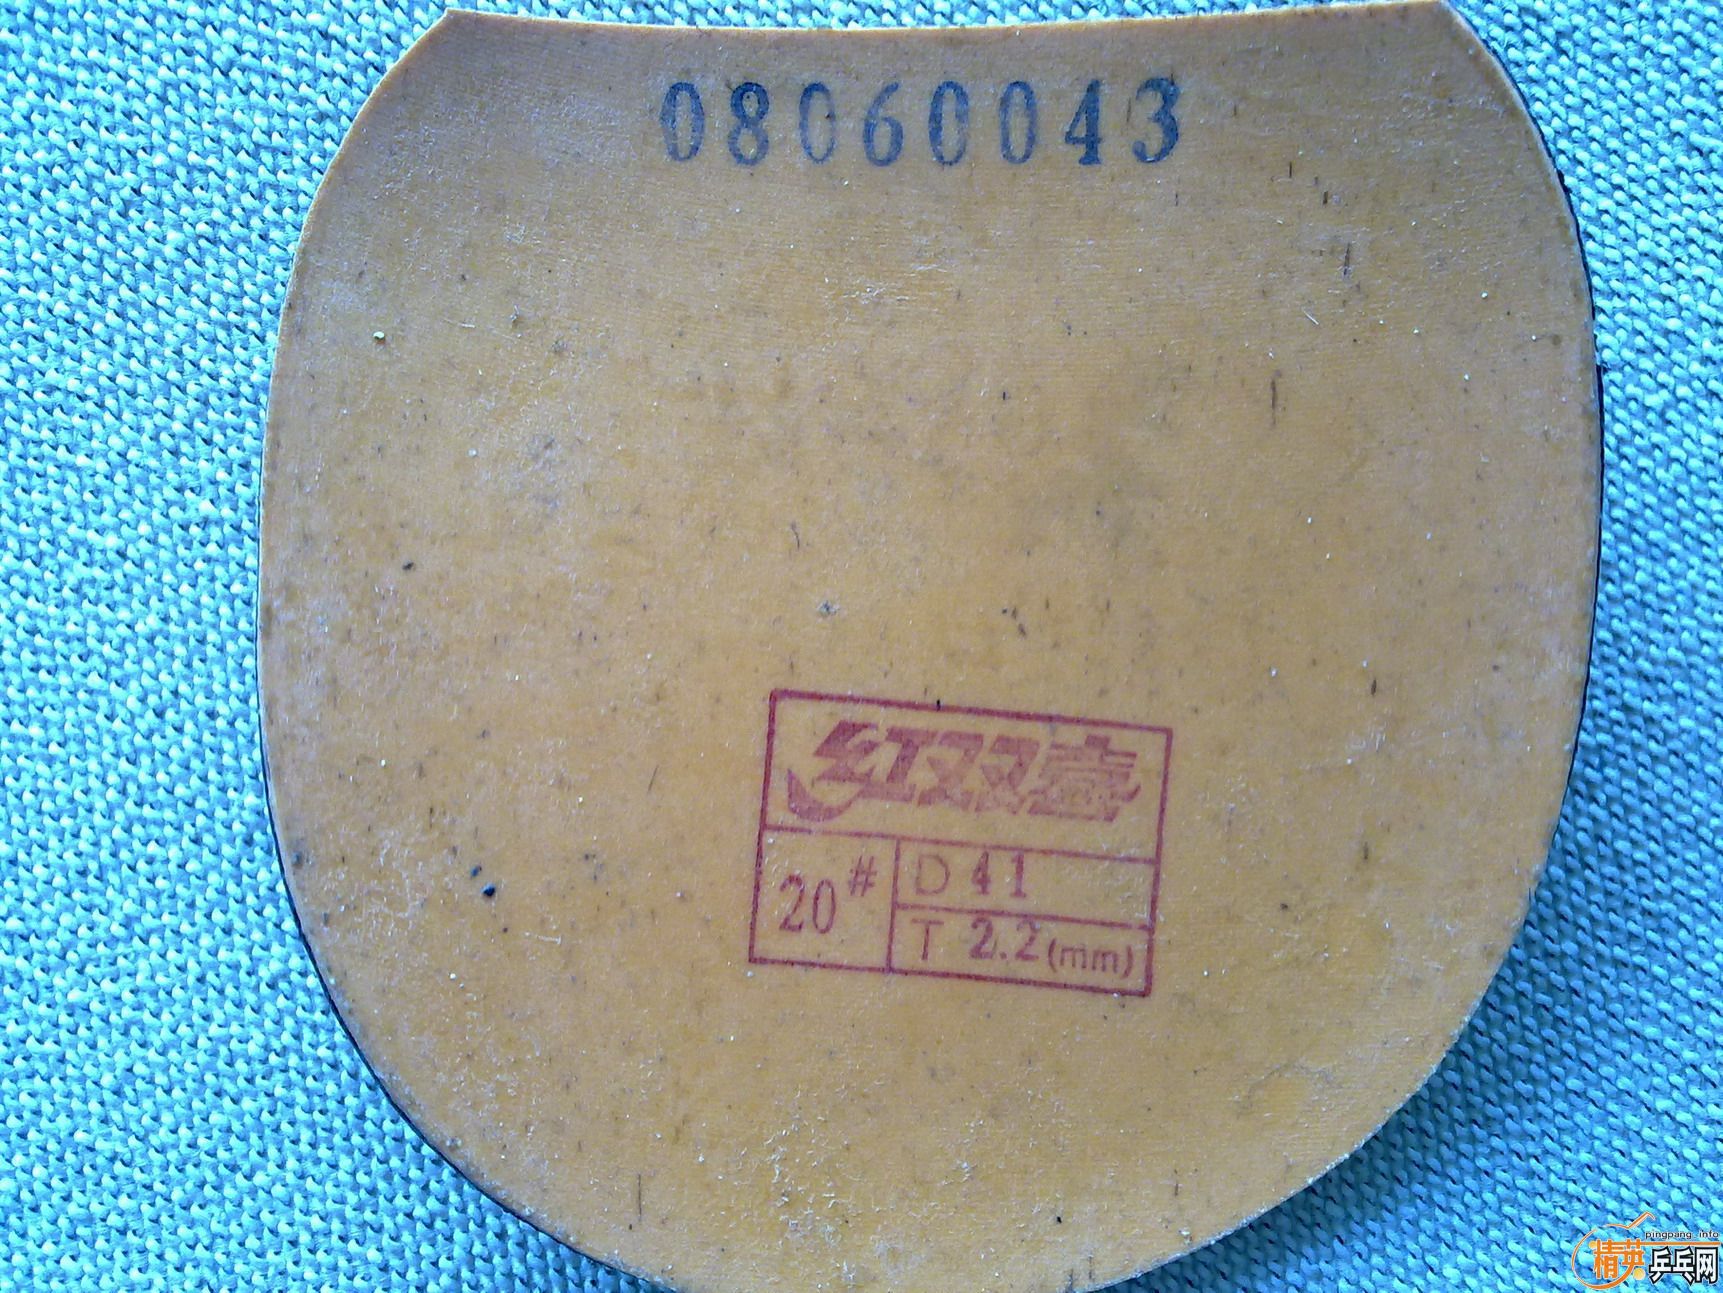 08060043
红双喜
20# D 41
T 2.2(mm)
pingpang.info
精英乒乓网